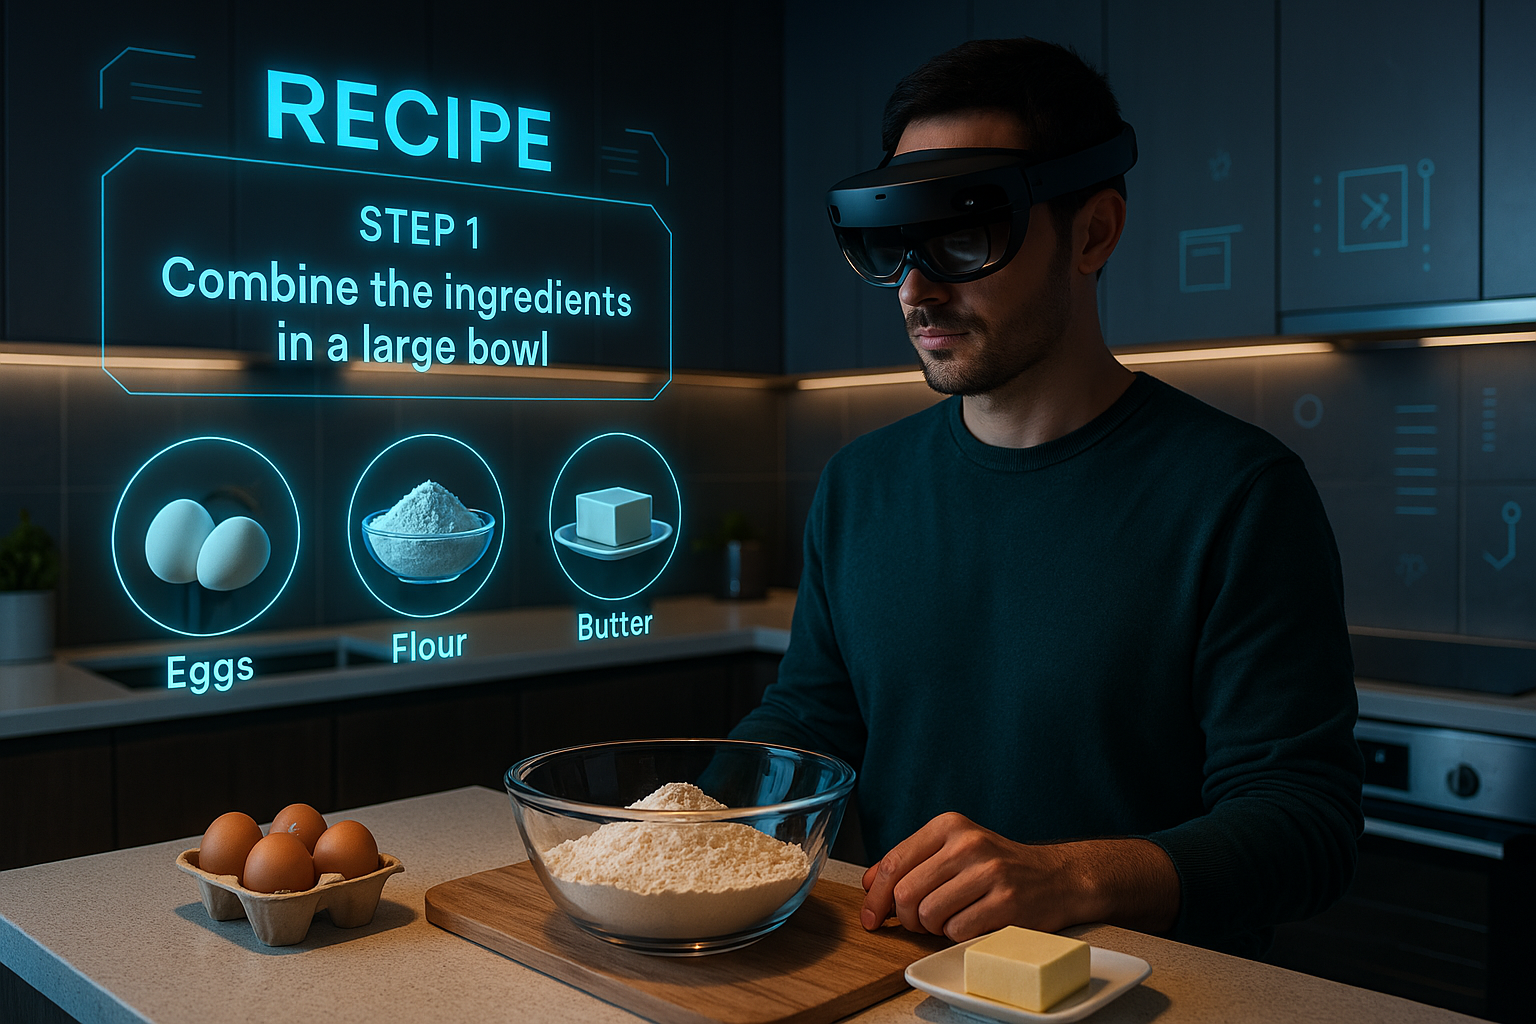 RECIPE
STEP 1
Combine the ingredients
in a large bowl
Eggs
Flour
Butter